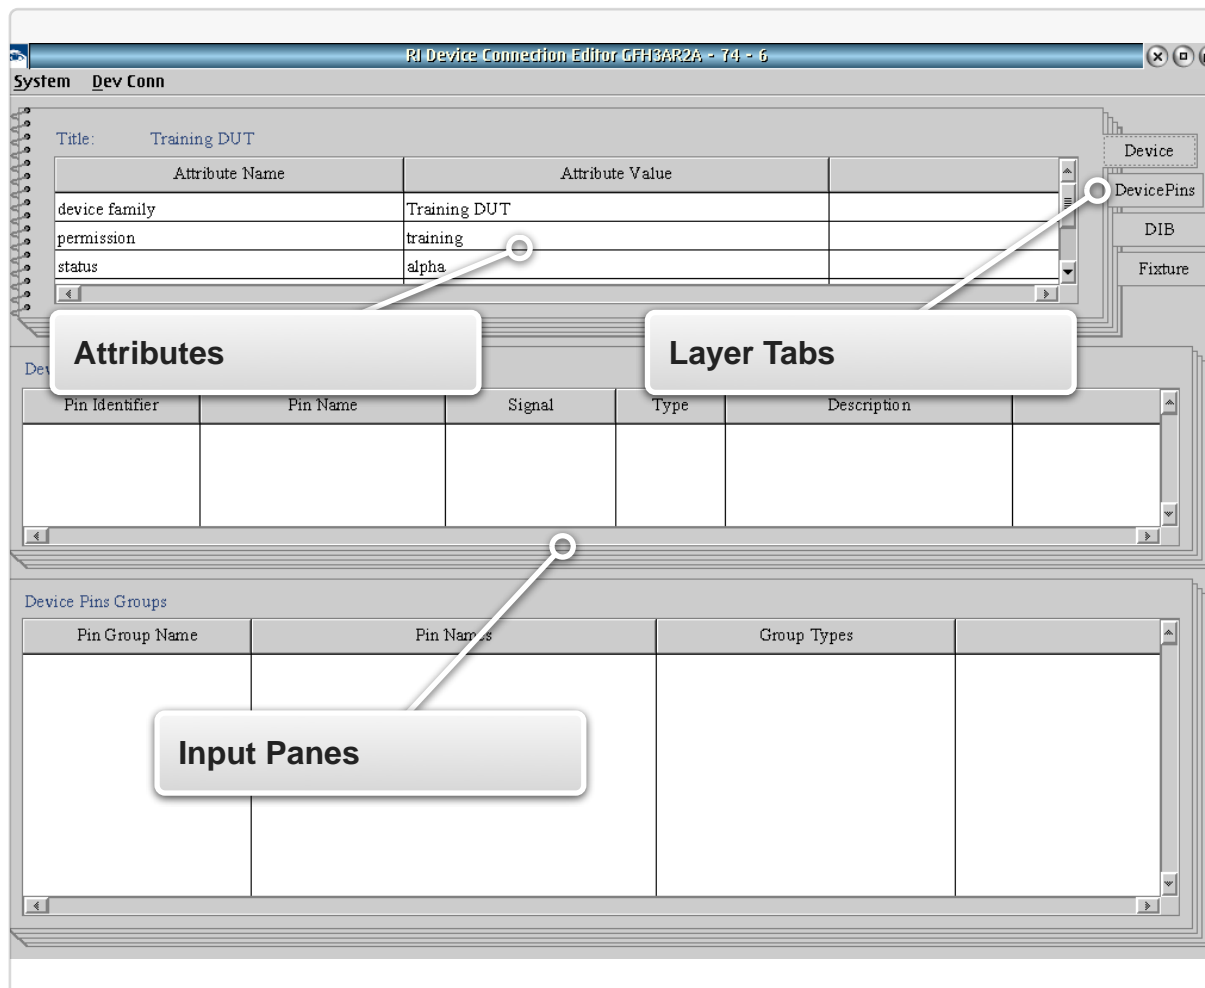 RI Device Connection Editor GFH3AR2A - 74 - 6
System Dev Conn
Title: Training DUT
Attribute Name Attribute Value
device family Training DUT
permission training
status alpha
Device
DevicePins
DIB
Fixture
Attributes
Layer Tabs
Pin Identifier Pin Name Signal Type Description
Device Pins Groups
Pin Group Name Pin Names Group Types
Input Panes